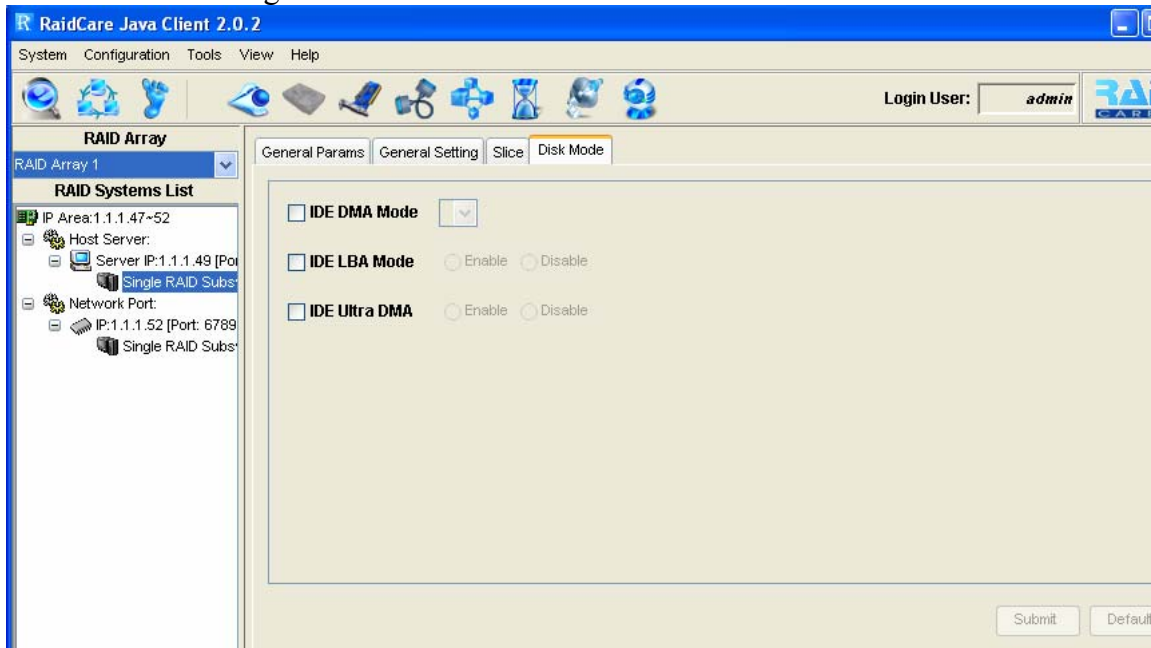 RaidCare Java Client 2.0.2
System Configuration Tools View Help
Login User: admin
RAID Array
RAID Array 1
RAID Systems List
IP Area:1.1.1.47~52
Host Server:
Server IP:1.1.1.49 [Por
Single RAID Subs
Network Port:
IP:1.1.1.52 [Port: 6789
Single RAID Subs
General Params General Setting Slice Disk Mode
IDE DMA Mode
IDE LBA Mode Enable Disable
IDE Ultra DMA Enable Disable
Submit Default